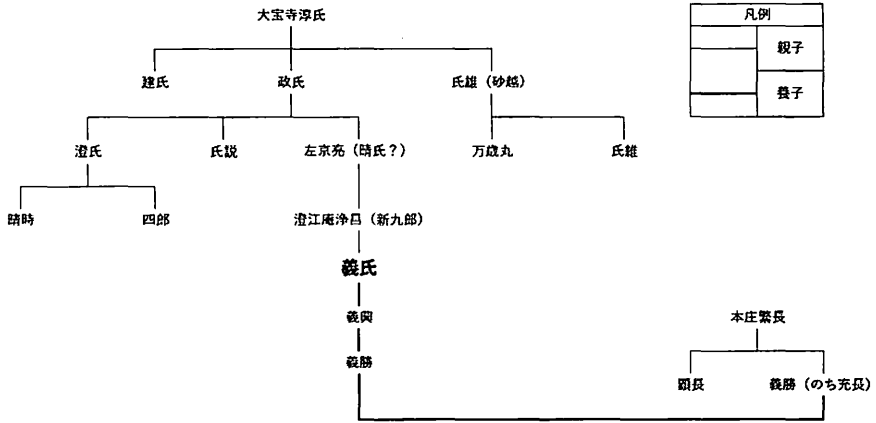 大宝寺淳氏
凡例
親子
養子
建氏
政氏
氏雄（砂越）
澄氏
氏説
左京亮（晴氏？）
万歳丸
氏維
晴時
四郎
澄江庵浄昌（新九郎）
義氏
義興
本庄繁長
義勝
顕長
義勝（のち充長）